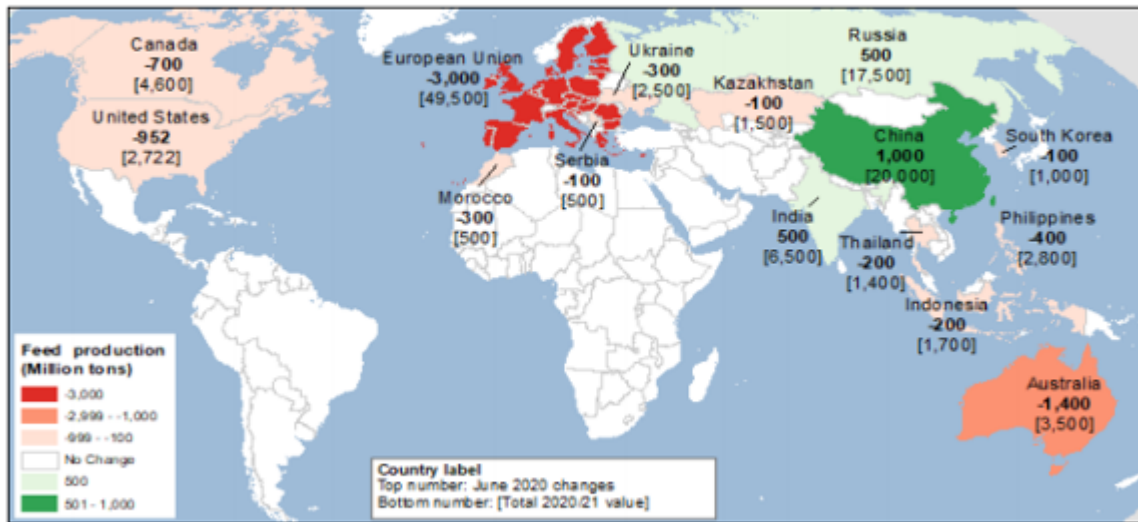 Canada
-700
[4,600]
United States
-952
[2,722]
European Union
-3,000
[49,500]
Ukraine
-300
[2,500]
Russia
500
[17,500]
Kazakhstan
-100
[1,500]
China
1,000
[20,000]
South Korea
-100
[1,000]
Serbia
-100
[500]
Morocco
-300
[500]
India
500
[6,500]
Thailand
-200
[1,400]
Philippines
-400
[2,800]
Indonesia
-200
[1,700]
Australia
-1,400
[3,500]
Feed production
(Million tons)
-3,000
-2,999 - -1,000
-999 - -100
No Change
500
501 - 1,000
Country label
Top number: June 2020 changes
Bottom number: [Total 2020/21 value]